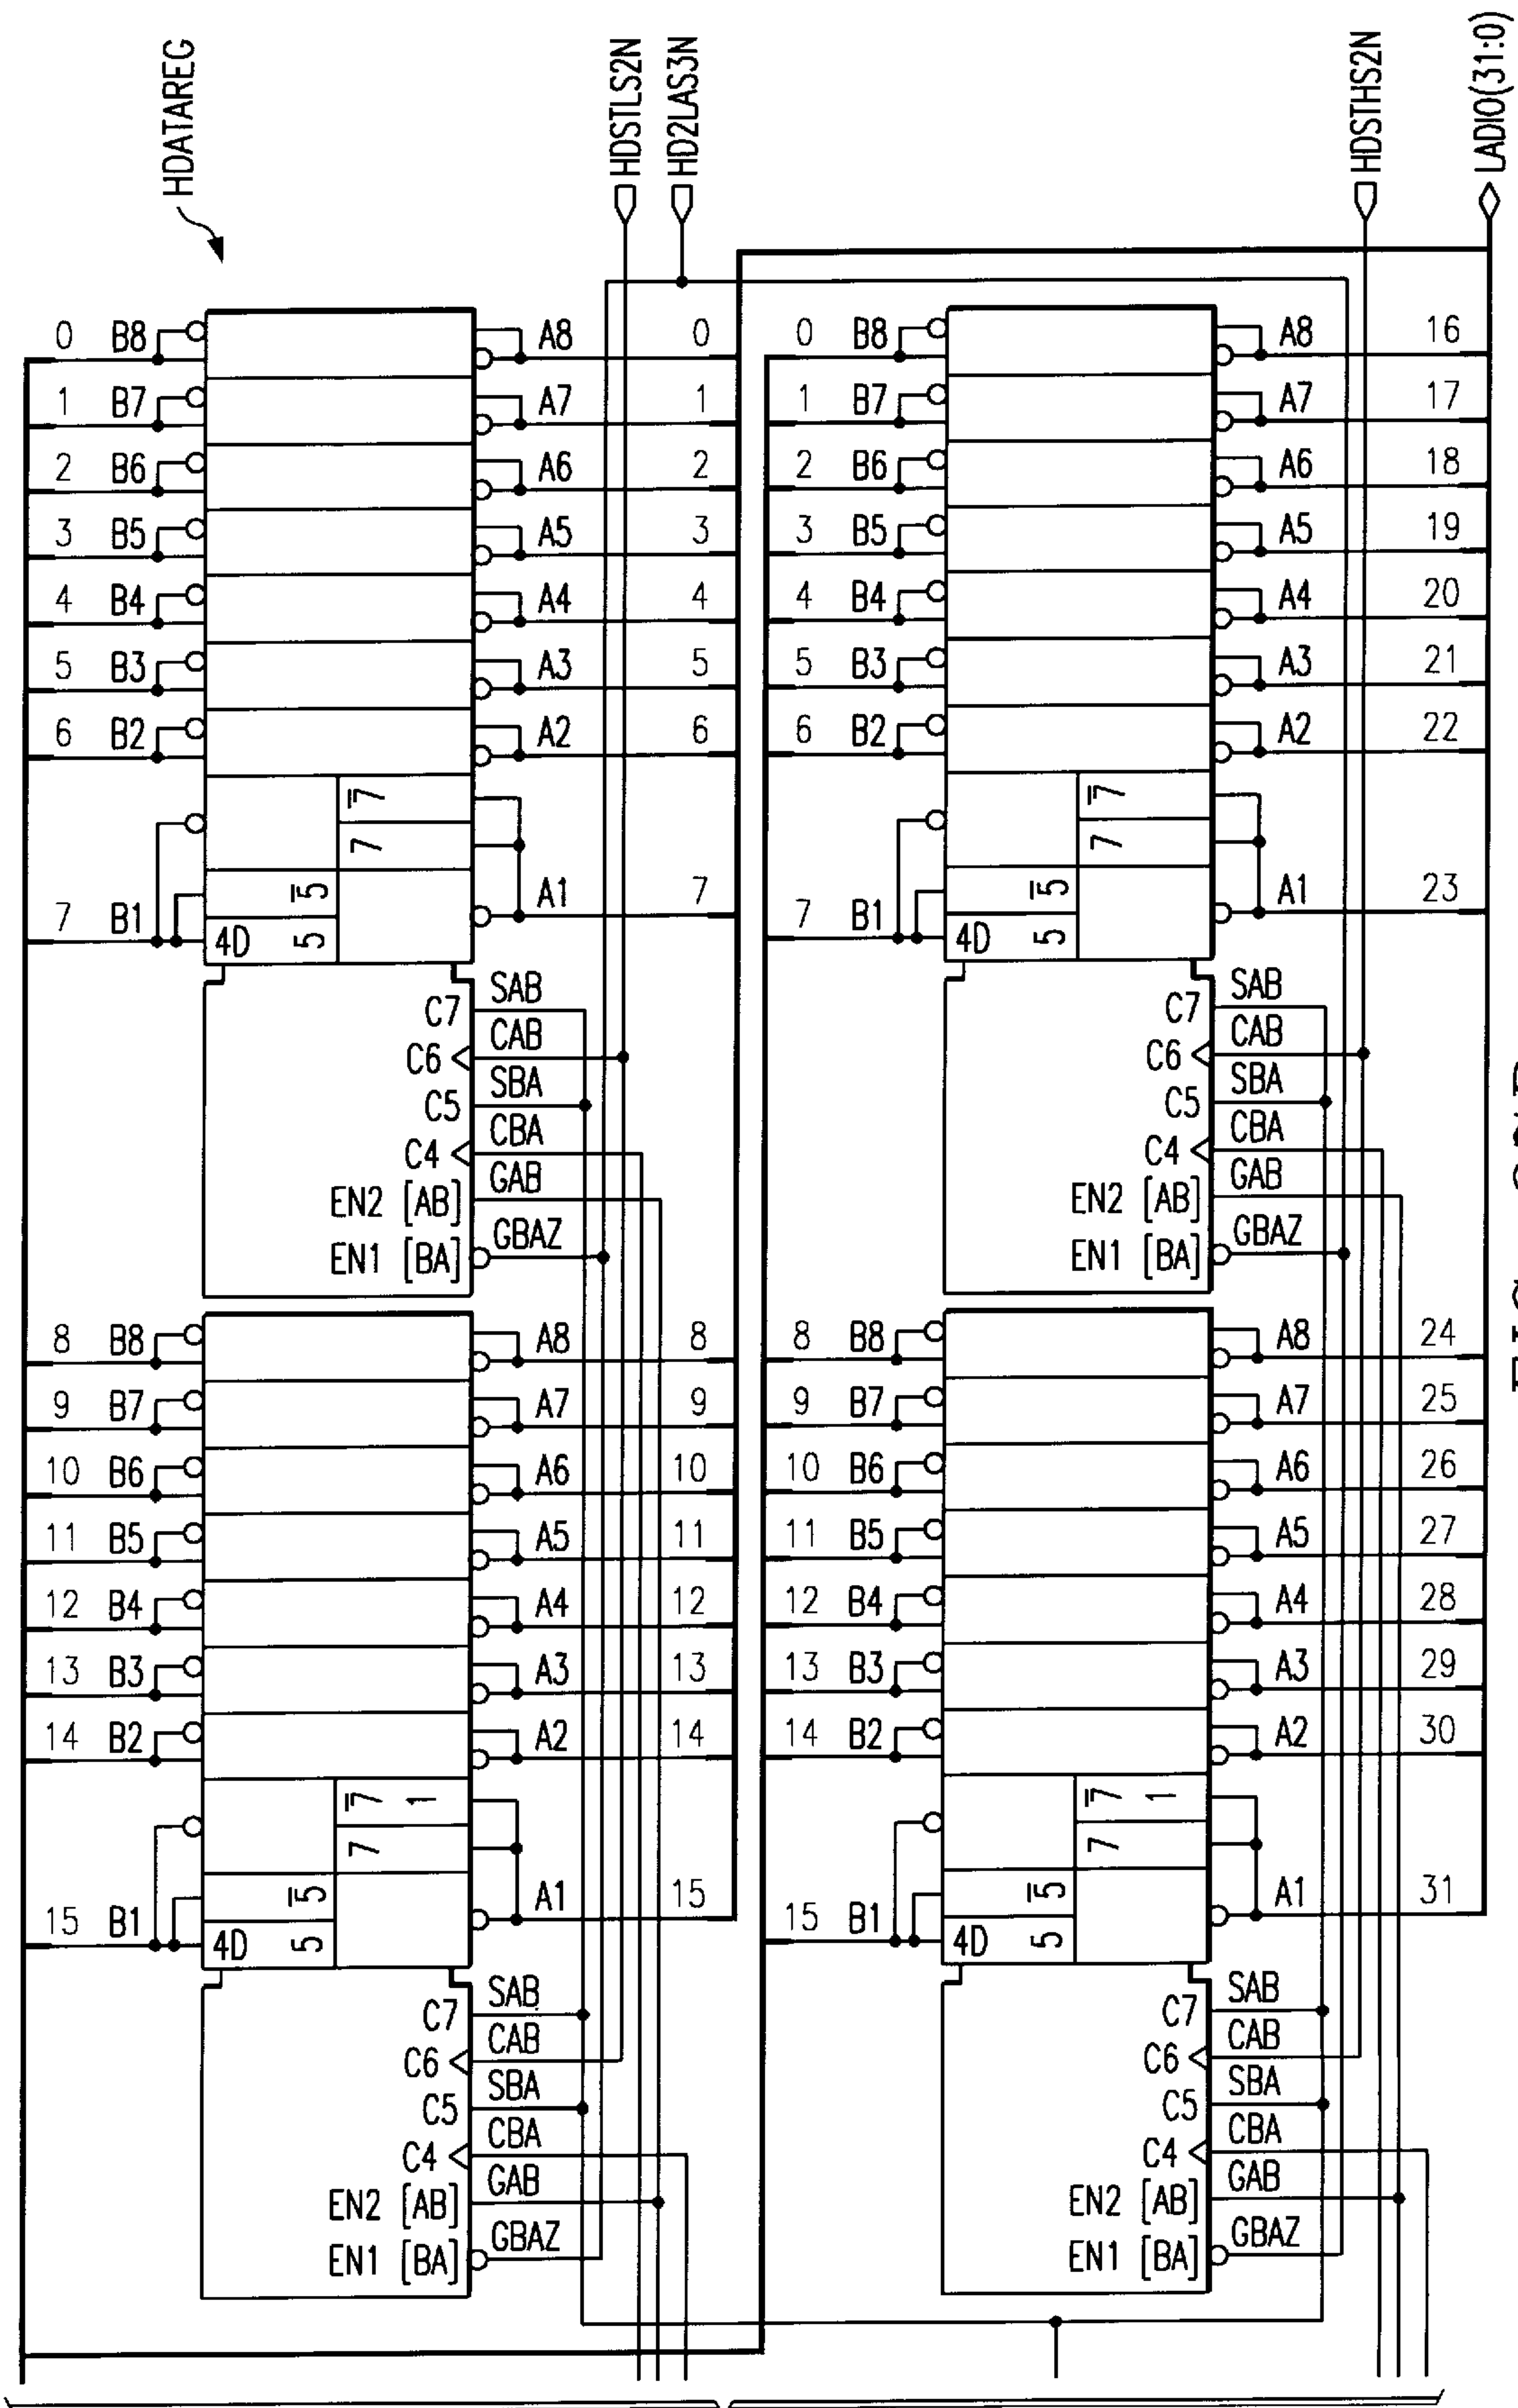 HDATAREG
HDSTLS2N
HD2LAS3N
HDSTHS2N
LADIO(31:0)
0 B8 A8 0
1 B7 A7 1
2 B6 A6 2
3 B5 A5 3
4 B4 A4 4
5 B3 A3 5
6 B2 A2 6
7̅
7
7 B1 A1 7
5̅
4D 5
C7 SAB
C6 CAB
C5 SBA
C4 CBA
EN2 [AB] GAB
EN1 [BA] GBAZ
8 B8 A8 8
9 B7 A7 9
10 B6 A6 10
11 B5 A5 11
12 B4 A4 12
13 B3 A3 13
14 B2 A2 14
7̅ 1
7
15 B1 A1 15
5̅
4D 5
C7 SAB
C6 CAB
C5 SBA
C4 CBA
EN2 [AB] GAB
EN1 [BA] GBAZ
0 B8 A8 16
1 B7 A7 17
2 B6 A6 18
3 B5 A5 19
4 B4 A4 20
5 B3 A3 21
6 B2 A2 22
7̅
7
7 B1 A1 23
5̅
4D 5
C7 SAB
C6 CAB
C5 SBA
C4 CBA
EN2 [AB] GAB
EN1 [BA] GBAZ
8 B8 A8 24
9 B7 A7 25
10 B6 A6 26
11 B5 A5 27
12 B4 A4 28
13 B3 A3 29
14 B2 A2 30
7̅ 1
7
15 B1 A1 31
5̅
4D 5
C7 SAB
C6 CAB
C5 SBA
C4 CBA
EN2 [AB] GAB
EN1 [BA] GBAZ